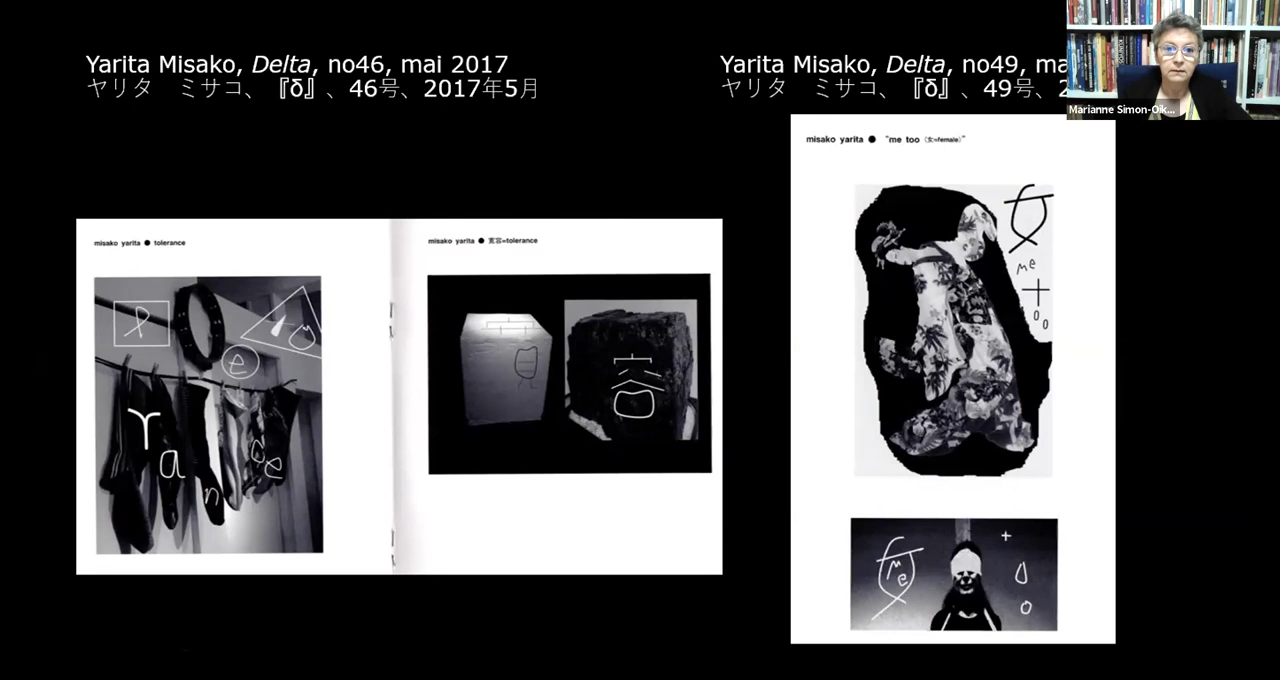 Yarita Misako, Delta, no46, mai 2017
ヤリタ　ミサコ、『δ』、46号、2017年5月
Yarita Misako, Delta, no49, ma
ヤリタ　ミサコ、『δ』、49号、2
Marianne Simon-Oik...
misako yarita ● tolerance
misako yarita ● 寛容=tolerance
容
misako yarita ● "me too（女=female）"
女
me
+
oo
女
me
+
o
o